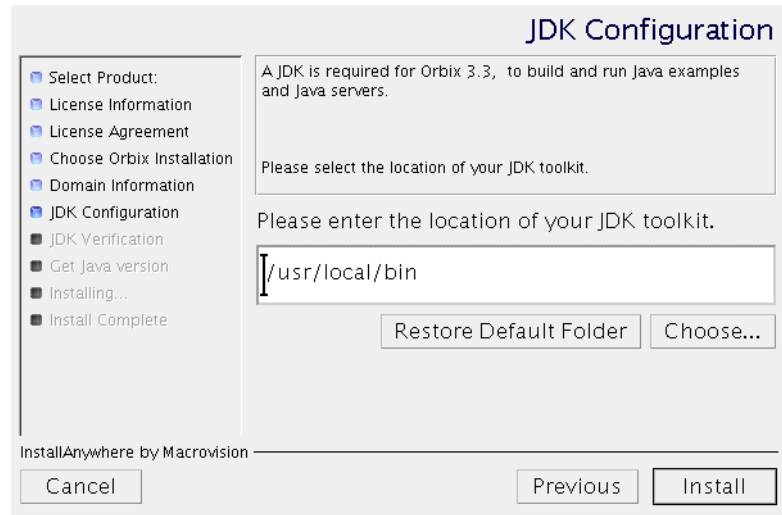 JDK Configuration
Select Product:
License Information
License Agreement
Choose Orbix Installation
Domain Information
JDK Configuration
JDK Verification
Get Java version
Installing...
Install Complete
A JDK is required for Orbix 3.3,  to build and run Java examples
and Java servers.
Please select the location of your JDK toolkit.
Please enter the location of your JDK toolkit.
/usr/local/bin
Restore Default Folder
Choose...
InstallAnywhere by Macrovision
Cancel
Previous
Install